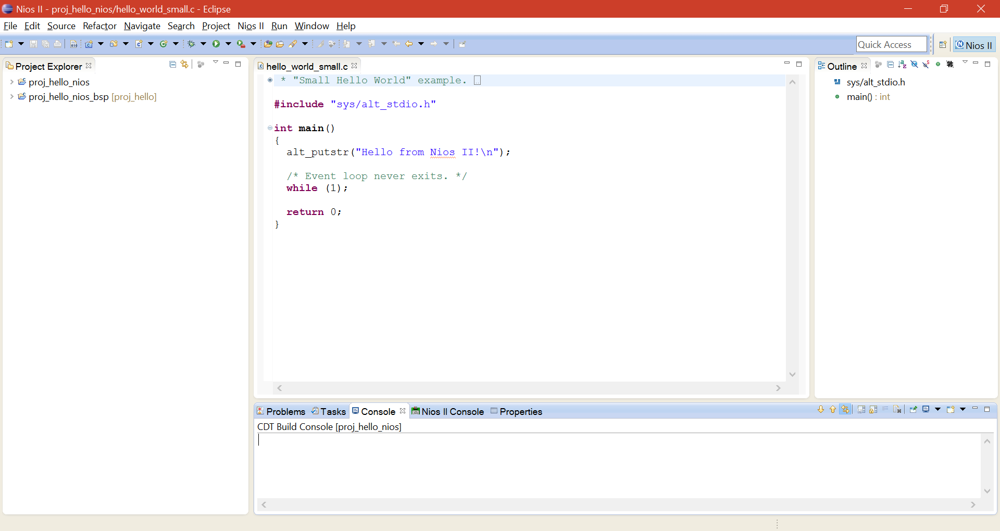 Nios II - proj_hello_nios/hello_world_small.c - Eclipse
File Edit Source Refactor Navigate Search Project Nios II Run Window Help
Quick Access
Nios II
Project Explorer
proj_hello_nios
proj_hello_nios_bsp [proj_hello]
hello_world_small.c
* "Small Hello World" example.
#include "sys/alt_stdio.h"
int main()
{
alt_putstr("Hello from Nios II!\n");
/* Event loop never exits. */
while (1);
return 0;
}
Outline
sys/alt_stdio.h
main() : int
Problems Tasks Console Nios II Console Properties
CDT Build Console [proj_hello_nios]